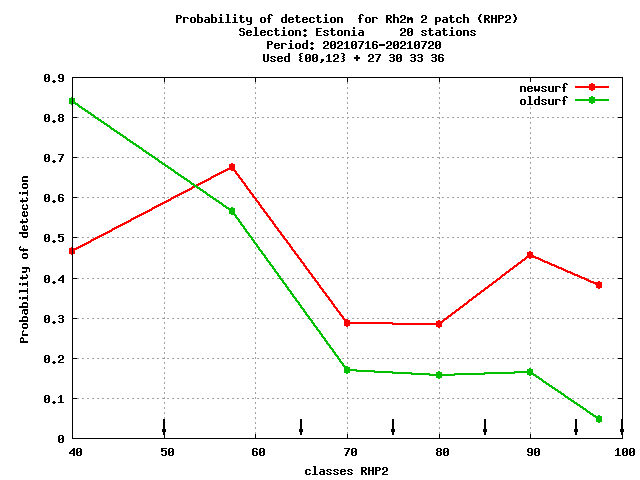 Probability of detection  for Rh2m 2 patch (RHP2)
Selection: Estonia     20 stations
Period: 20210716-20210720
Used {00,12} + 27 30 33 36
newsurf
oldsurf
0.9
0.8
0.7
0.6
0.5
0.4
0.3
0.2
0.1
0
Probability of detection
40 50 60 70 80 90 100
classes RHP2